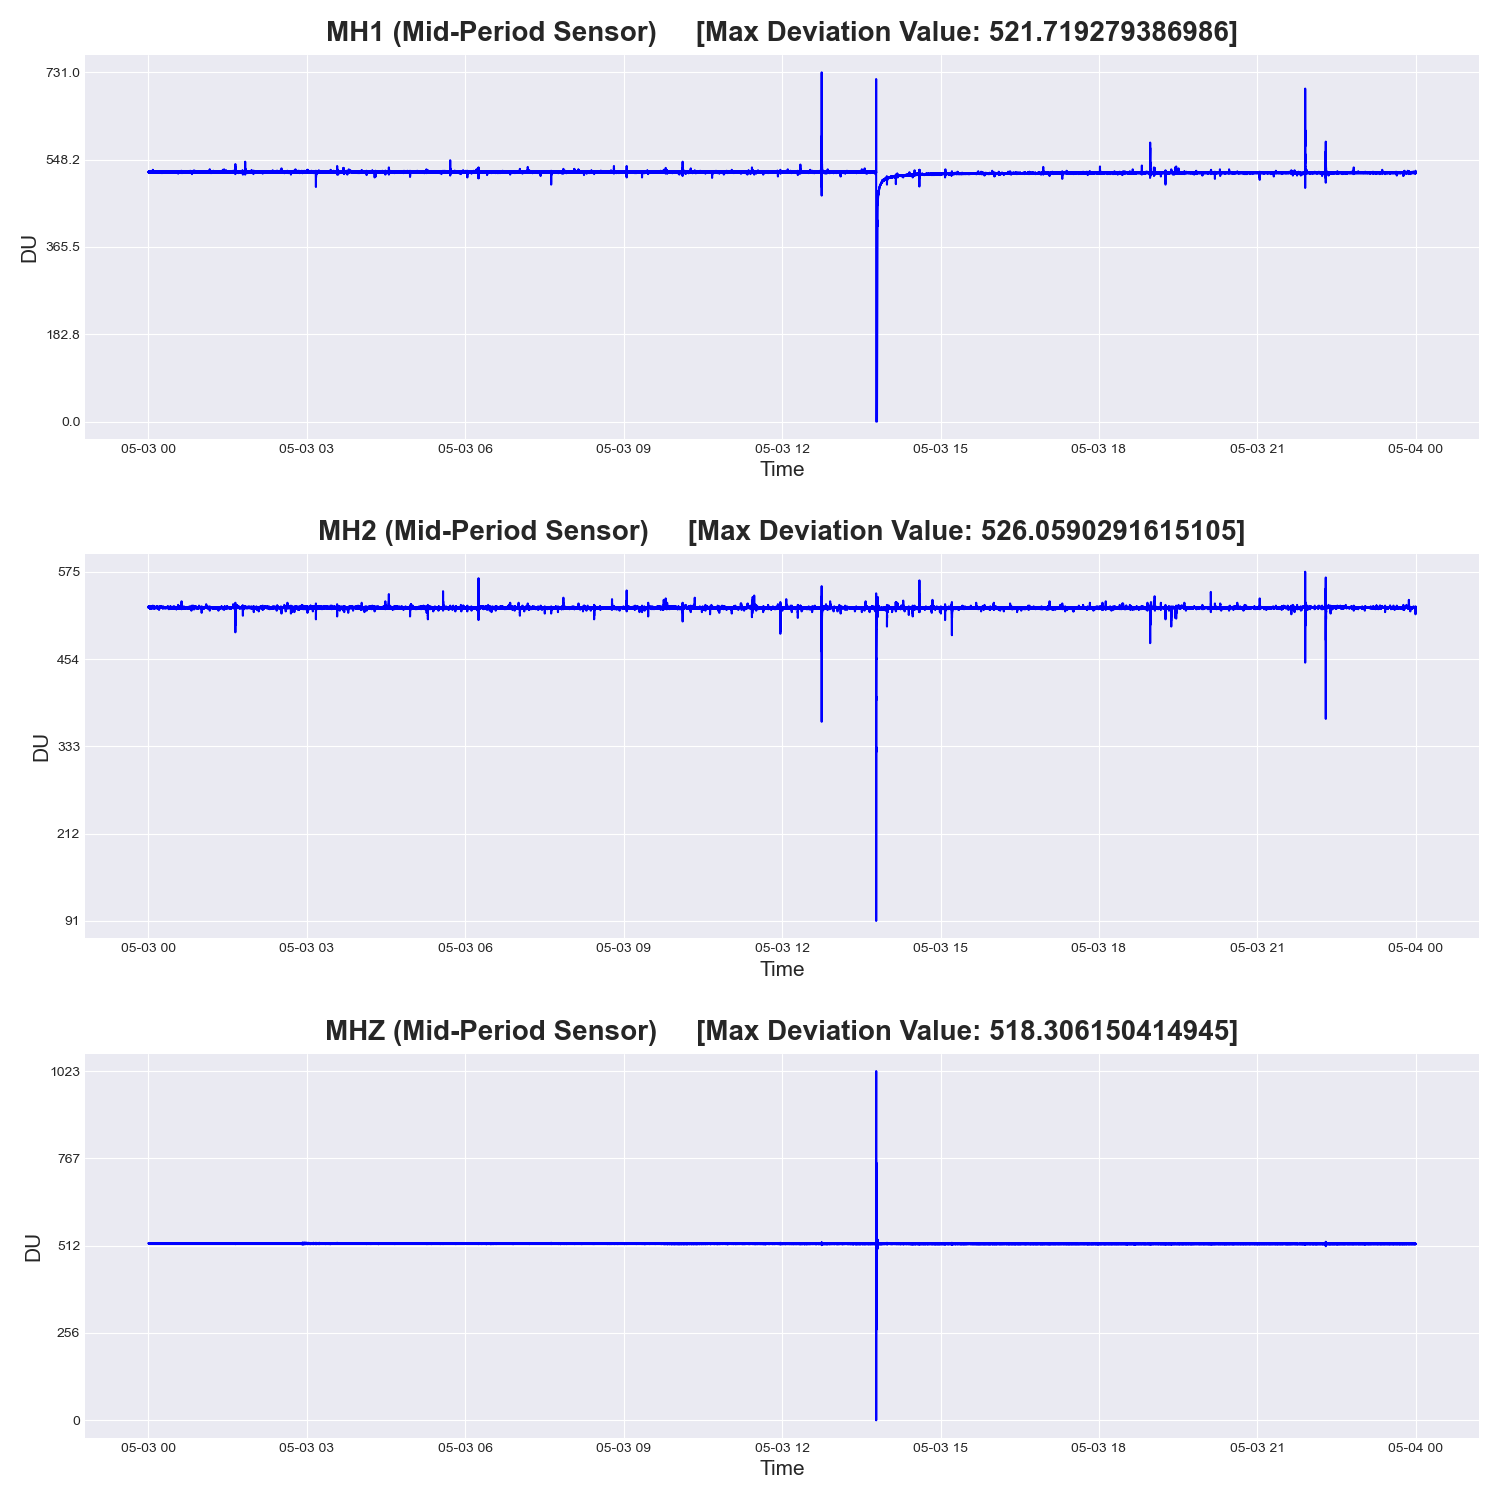 MH1 (Mid-Period Sensor) [Max Deviation Value: 521.719279386986]
731.0
548.2
365.5
182.8
0.0
DU
05-03 00 05-03 03 05-03 06 05-03 09 05-03 12 05-03 15 05-03 18 05-03 21 05-04 00
Time
MH2 (Mid-Period Sensor) [Max Deviation Value: 526.0590291615105]
575
454
333
212
91
DU
05-03 00 05-03 03 05-03 06 05-03 09 05-03 12 05-03 15 05-03 18 05-03 21 05-04 00
Time
MHZ (Mid-Period Sensor) [Max Deviation Value: 518.306150414945]
1023
767
512
256
0
DU
05-03 00 05-03 03 05-03 06 05-03 09 05-03 12 05-03 15 05-03 18 05-03 21 05-04 00
Time